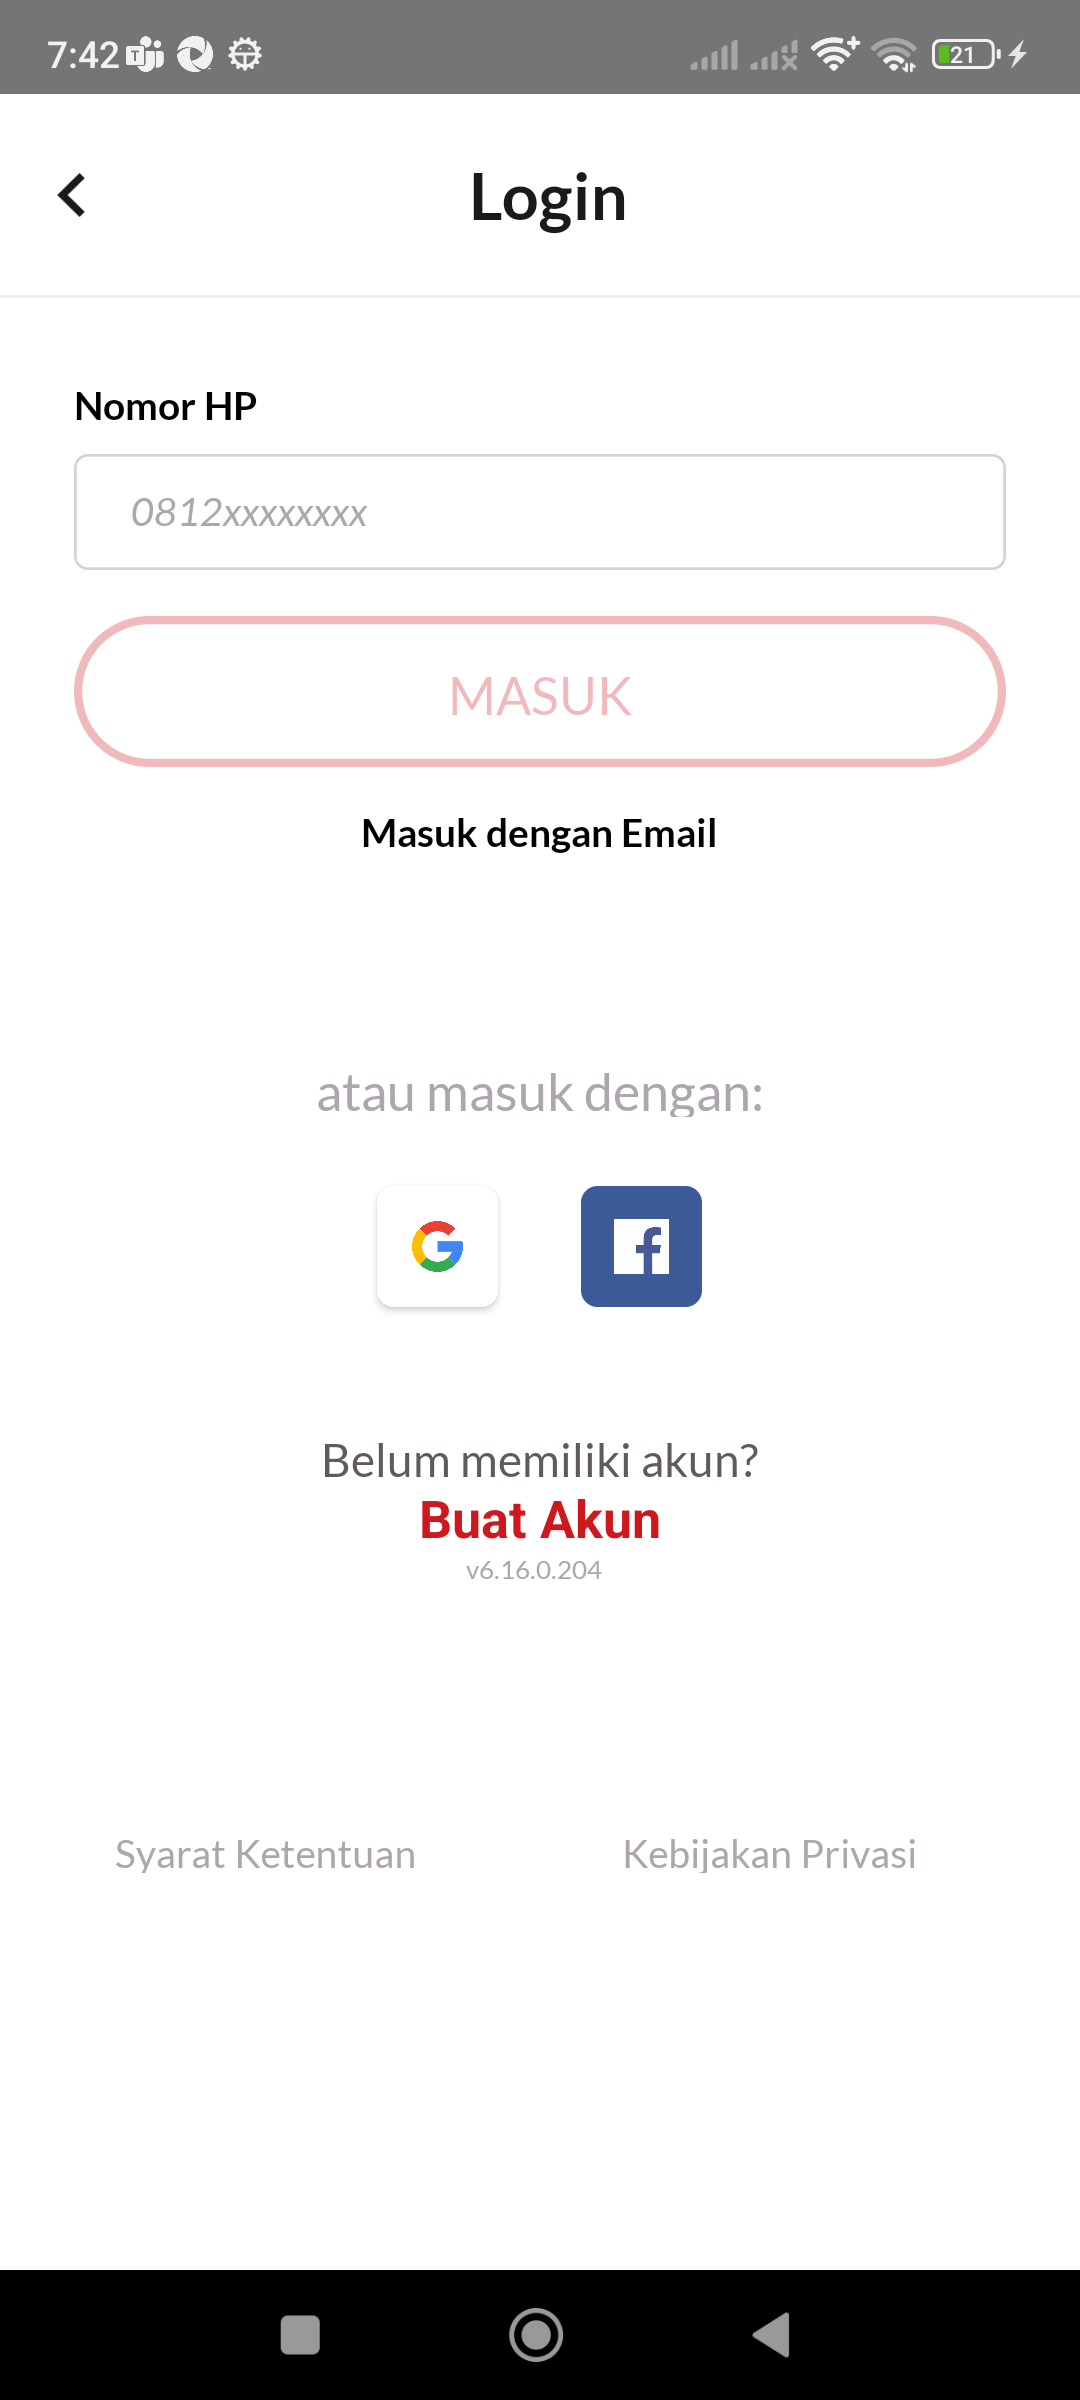 7:42
21
Login
Nomor HP
0812xxxxxxxx
MASUK
Masuk dengan Email
atau masuk dengan:
Belum memiliki akun?
Buat Akun
v6.16.0.204
Syarat Ketentuan
Kebijakan Privasi